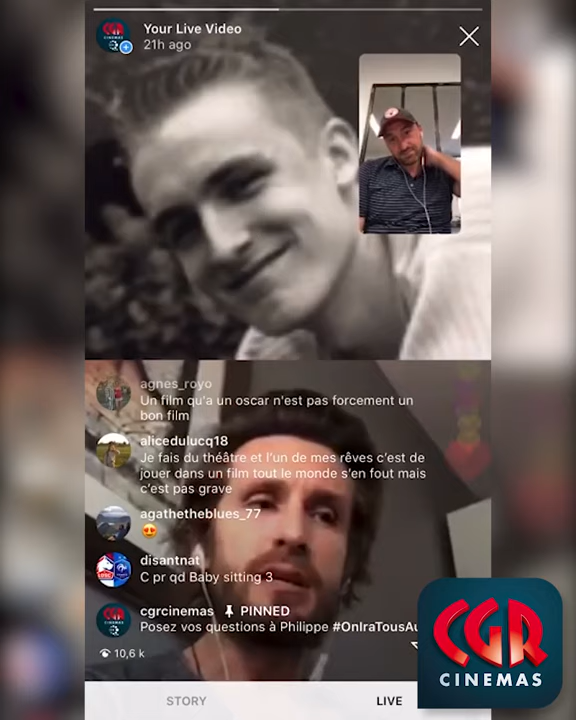 Your Live Video
21h ago
agnes_royo
Un film qu'a un oscar n'est pas forcement un
bon film
alicedulucq18
Je fais du théâtre et l'un de mes rêves c'est de
jouer dans un film tout le monde s'en fout mais
c'est pas grave
agathetheblues_77
😍
disantnat
C pr qd Baby sitting 3
cgrcinemas PINNED
Posez vos questions à Philippe #OnIraTousAu
10,6 k
STORY LIVE
CGR
CINEMAS